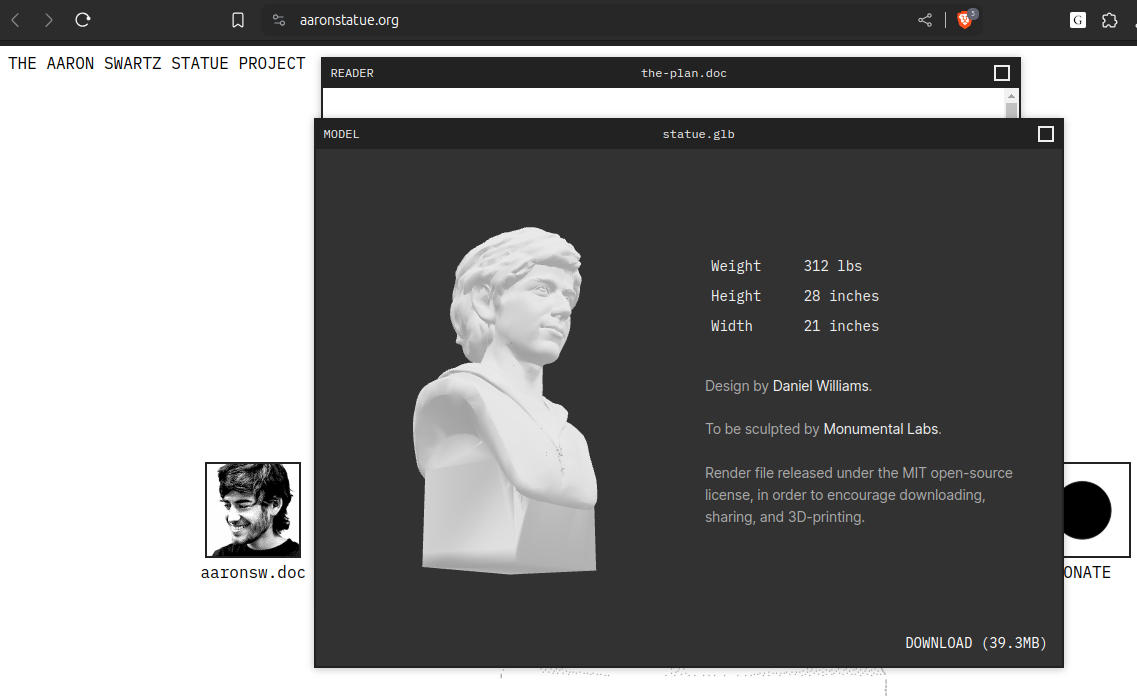 aaronstatue.org
G
5
THE AARON SWARTZ STATUE PROJECT
READER
the-plan.doc
MODEL
statue.glb
Weight 312 lbs
Height 28 inches
Width 21 inches
Design by Daniel Williams.
To be sculpted by Monumental Labs.
Render file released under the MIT open-source
license, in order to encourage downloading,
sharing, and 3D-printing.
aaronsw.doc
ONATE
DOWNLOAD (39.3MB)